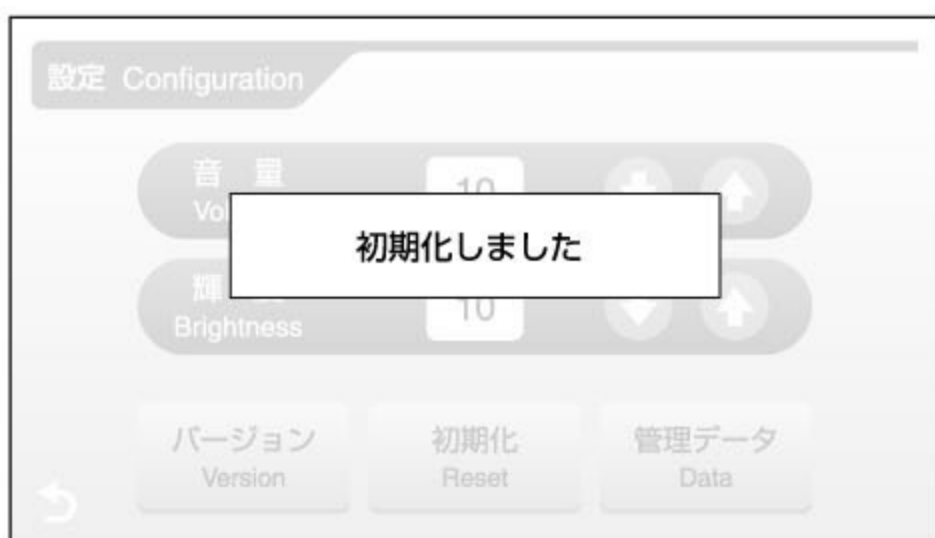 設定 Configuration
音 量
10
初期化しました
10
Brightness
バージョン
Version
初期化
Reset
管理データ
Data